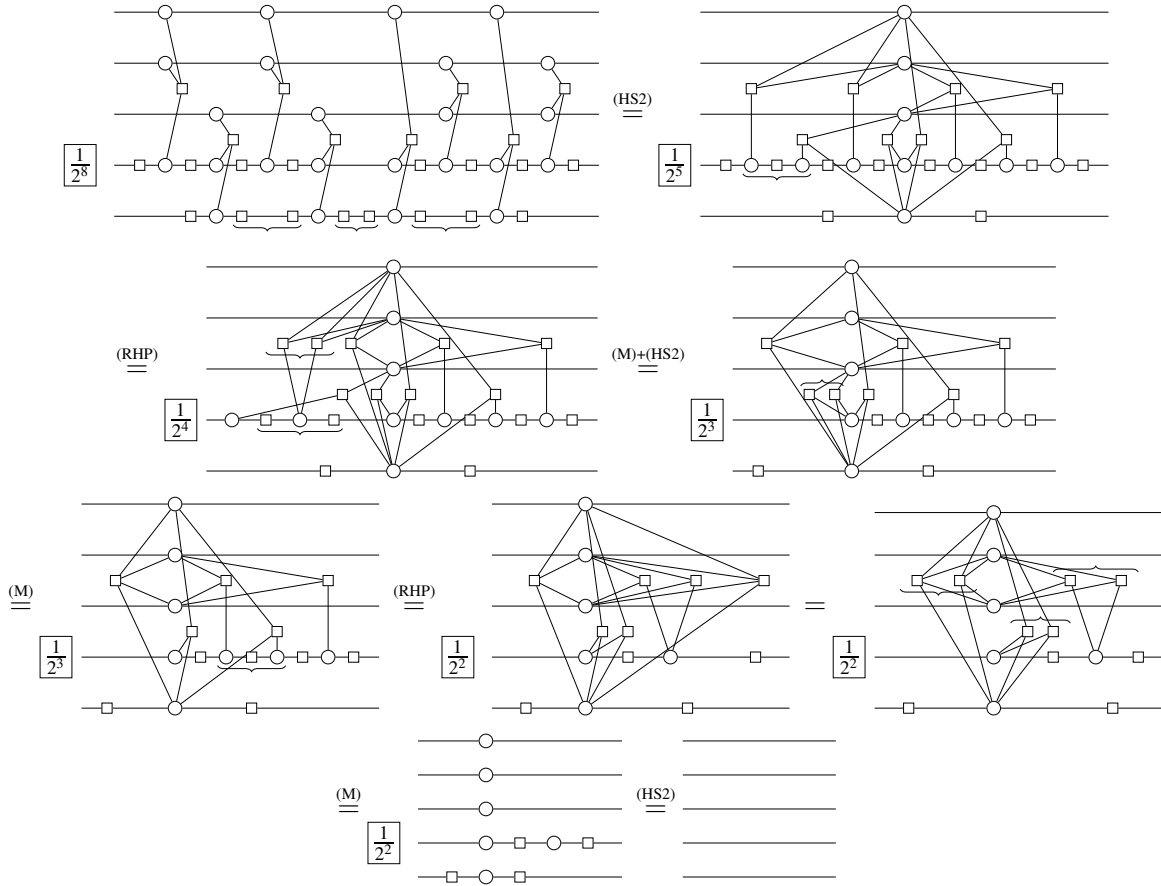 (HS2)
=
1/2^8
1/2^5
(RHP)
=
(M)+(HS2)
=
1/2^4
1/2^3
(M)
=
(RHP)
=
=
1/2^3
1/2^2
1/2^2
(M)
=
(HS2)
=
1/2^2